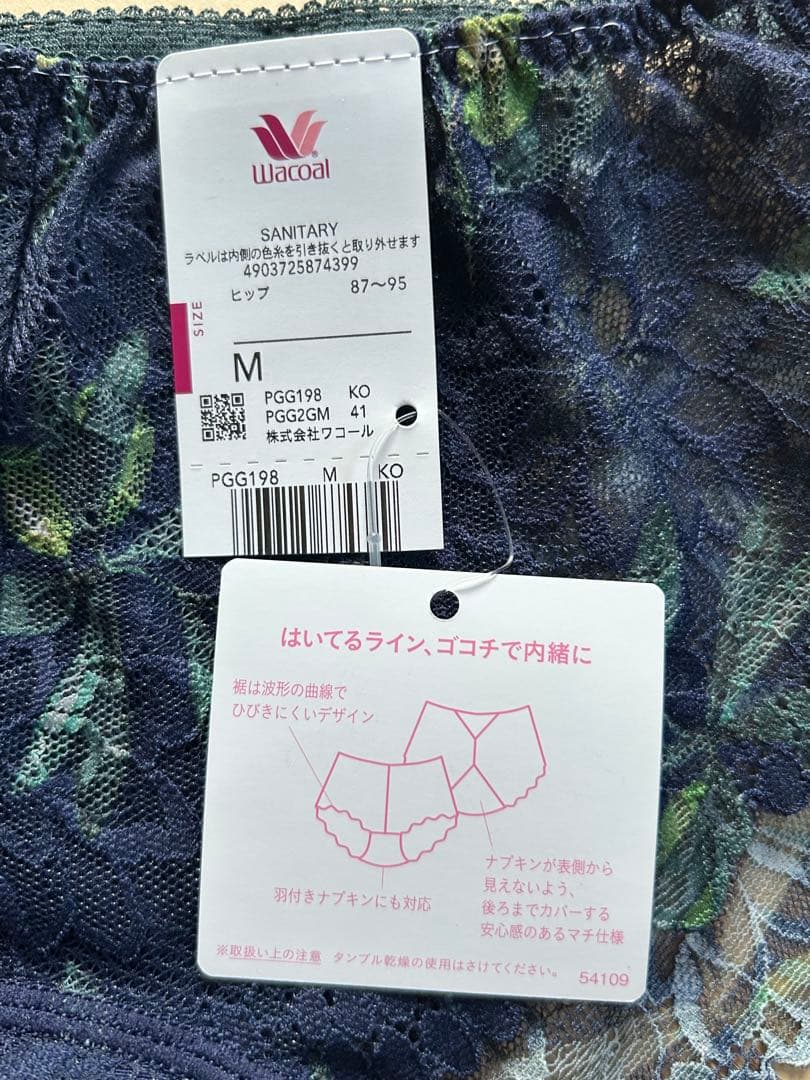 Wacoal
SANITARY
ラベルは内側の色糸を引き抜くと取り外せます
4903725874399
ヒップ 87～95
SIZE
M
PGG198 KO
PGG2GM 41
株式会社ワコール
PGG198 M KO
はいてるライン、ゴコチで内緒に
裾は波形の曲線で
ひびきにくいデザイン
ナプキンが表側から
見えないよう、
後ろまでカバーする
安心感のあるマチ仕様
羽付きナプキンにも対応
※取扱い上の注意 タンブル乾燥の使用はさけてください。 54109